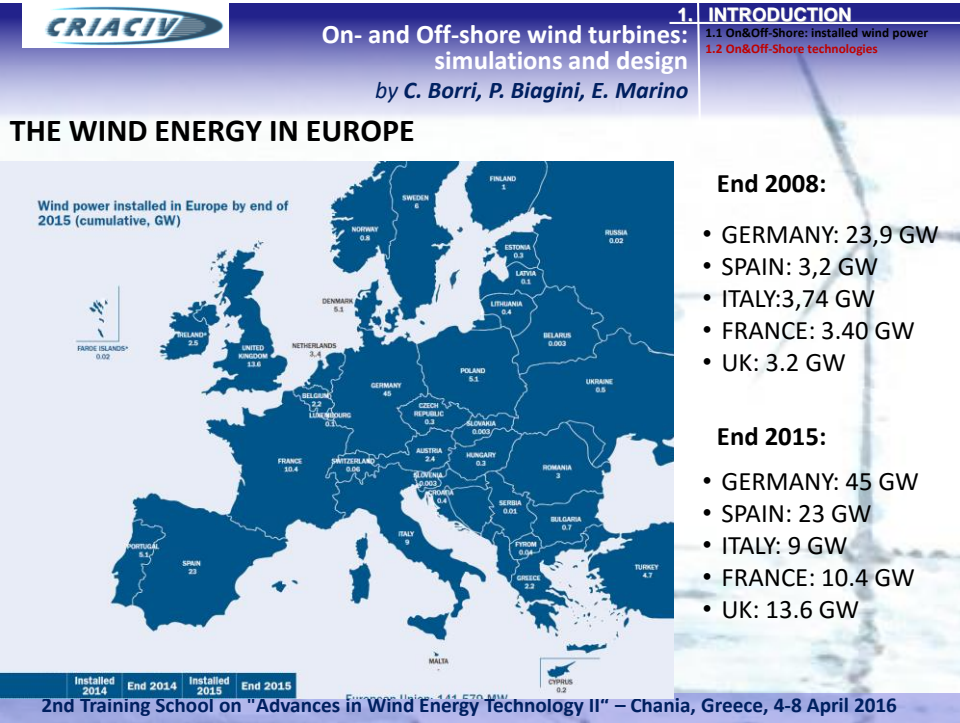 CRIACIV
On- and Off-shore wind turbines:
simulations and design
by C. Borri, P. Biagini, E. Marino
1. INTRODUCTION
1.1 On&Off-Shore: installed wind power
1.2 On&Off-Shore technologies
THE WIND ENERGY IN EUROPE
Wind power installed in Europe by end of
2015 (cumulative, GW)
FINLAND
1
SWEDEN
6
NORWAY
0.8
RUSSIA
0.02
ESTONIA
0.3
LATVIA
0.1
LITHUANIA
0.4
DENMARK
5.1
BELARUS
0.003
FAROE ISLANDS*
0.02
IRELAND*
2.5
UNITED
KINGDOM
13.6
NETHERLANDS
3.4
POLAND
5.1
GERMANY
45
UKRAINE
0.5
BELGIUM
2.2
LUXEMBOURG
0.1
CZECH
REPUBLIC
0.3
SLOVAKIA
0.003
FRANCE
10.4
SWITZERLAND
0.06
AUSTRIA
2.4
HUNGARY
0.3
SLOVENIA
0.003
CROATIA
0.4
ROMANIA
3
SERBIA
0.01
BULGARIA
0.7
ITALY
9
FYROM
0.04
PORTUGAL
5.1
SPAIN
23
GREECE
2.2
TURKEY
4.7
MALTA
-
CYPRUS
0.2
Installed
2014
End 2014
Installed
2015
End 2015
European Union: 141,579 MW
End 2008:
• GERMANY: 23,9 GW
• SPAIN: 3,2 GW
• ITALY:3,74 GW
• FRANCE: 3.40 GW
• UK: 3.2 GW
End 2015:
• GERMANY: 45 GW
• SPAIN: 23 GW
• ITALY: 9 GW
• FRANCE: 10.4 GW
• UK: 13.6 GW
2nd Training School on "Advances in Wind Energy Technology II“ – Chania, Greece, 4-8 April 2016